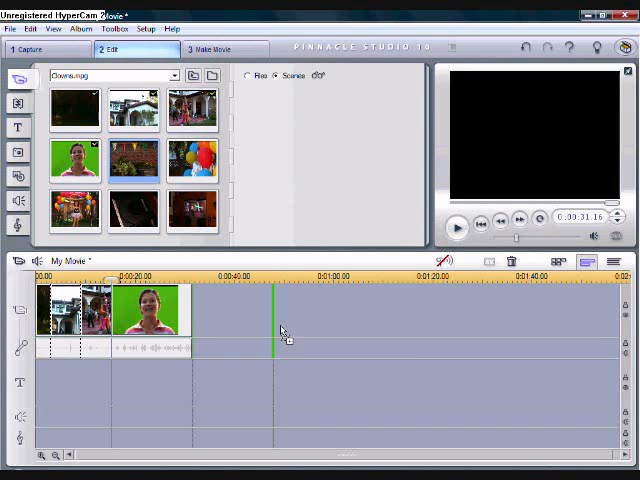 Unregistered HyperCam 2
Movie *
File Edit View Album Toolbox Setup Help
1 Capture 2 Edit 3 Make Movie PINNACLE STUDIO 10
Clowns.mpg
Files Scenes
0:00:31.16
My Movie *
00.00 0:00:20.00 0:00:40.00 0:01:00.00 0:01:20.00 0:01:40.00
T